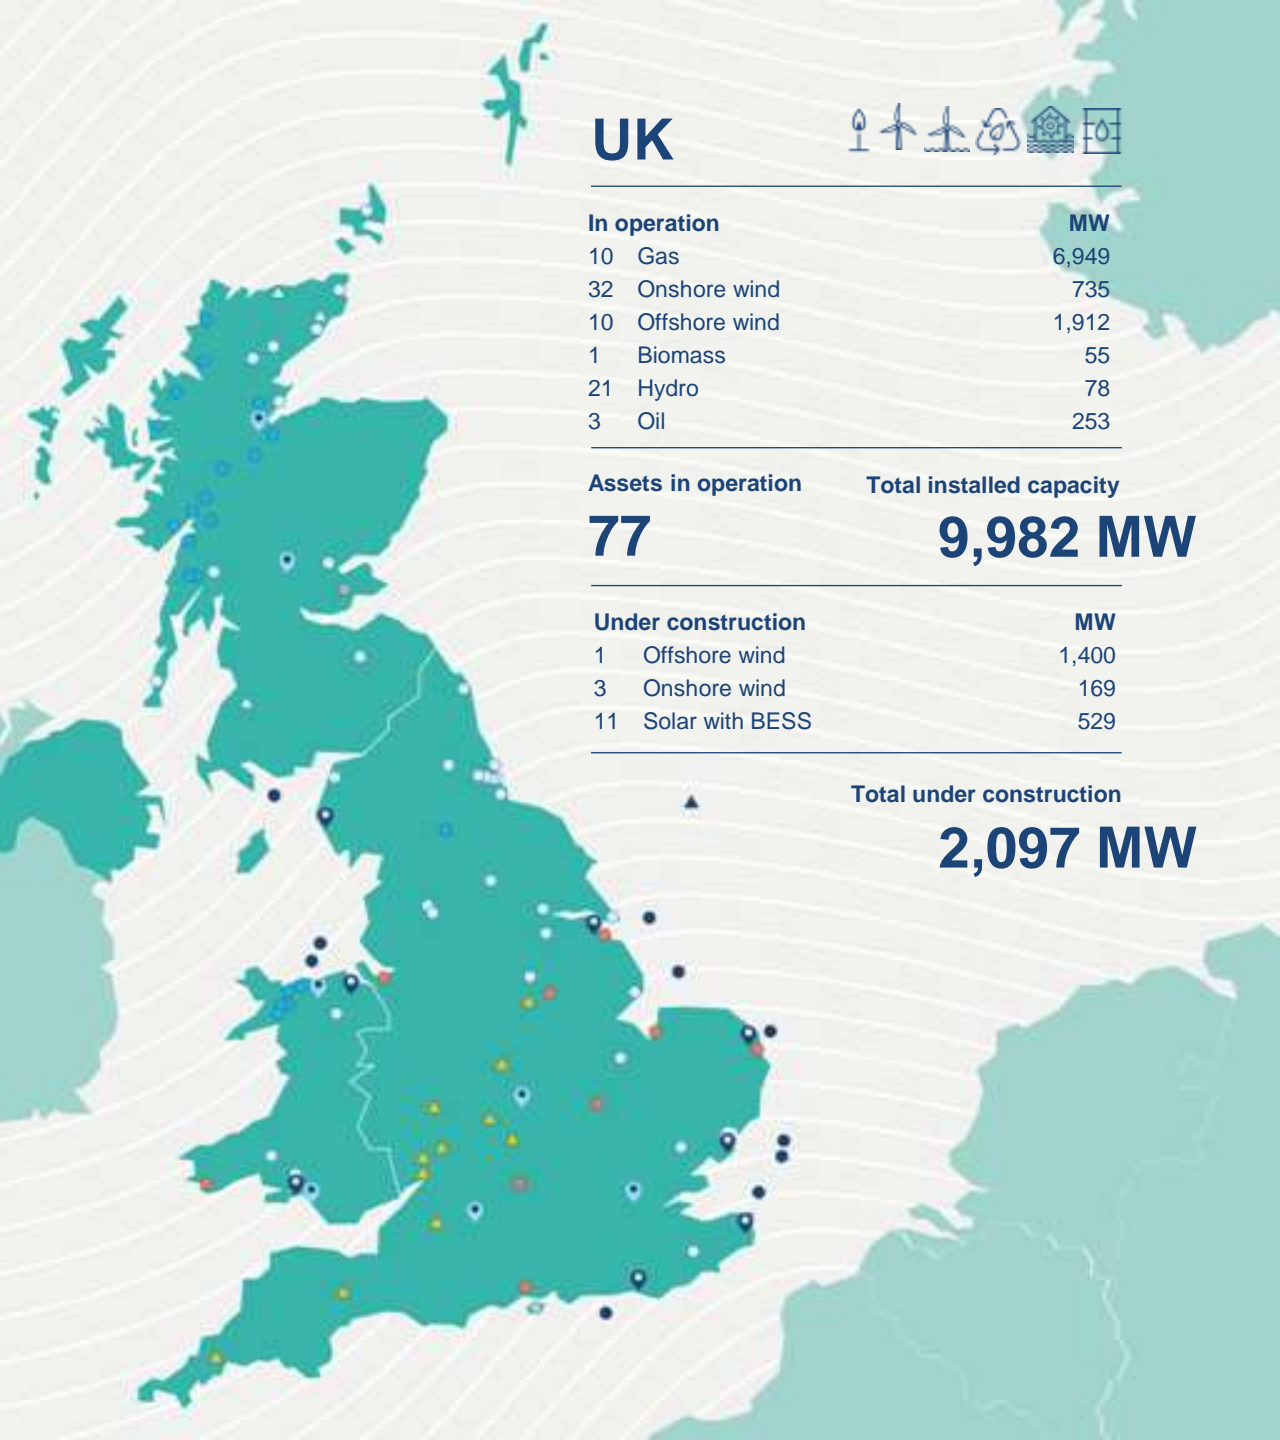 UK
In operation MW
10 Gas 6,949
32 Onshore wind 735
10 Offshore wind 1,912
1 Biomass 55
21 Hydro 78
3 Oil 253
Assets in operation Total installed capacity
77 9,982 MW
Under construction MW
1 Offshore wind 1,400
3 Onshore wind 169
11 Solar with BESS 529
Total under construction
2,097 MW